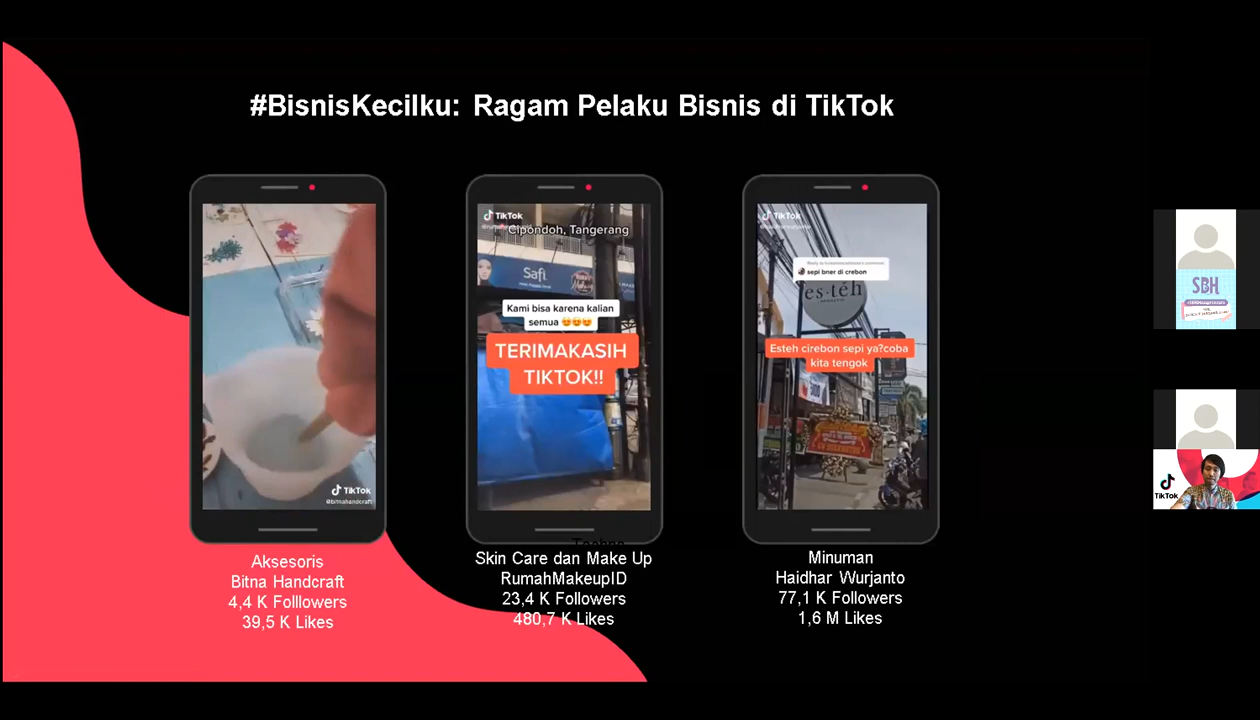 #BisnisKecilku: Ragam Pelaku Bisnis di TikTok
TikTok
@bitnahandcraft
Aksesoris
Bitna Handcraft
4,4 K Folllowers
39,5 K Likes
TikTok
Cipondoh, Tangerang
Safi
Kami bisa karena kalian
semua 😍😍😍
TERIMAKASIH
TIKTOK!!
Skin Care dan Make Up
RumahMakeupID
23,4 K Followers
480,7 K Likes
TikTok
sepi bner di crebon
es.téh
Esteh cirebon sepi ya?coba
kita tengok
Minuman
Haidhar Wurjanto
77,1 K Followers
1,6 M Likes
SBH
TikTok